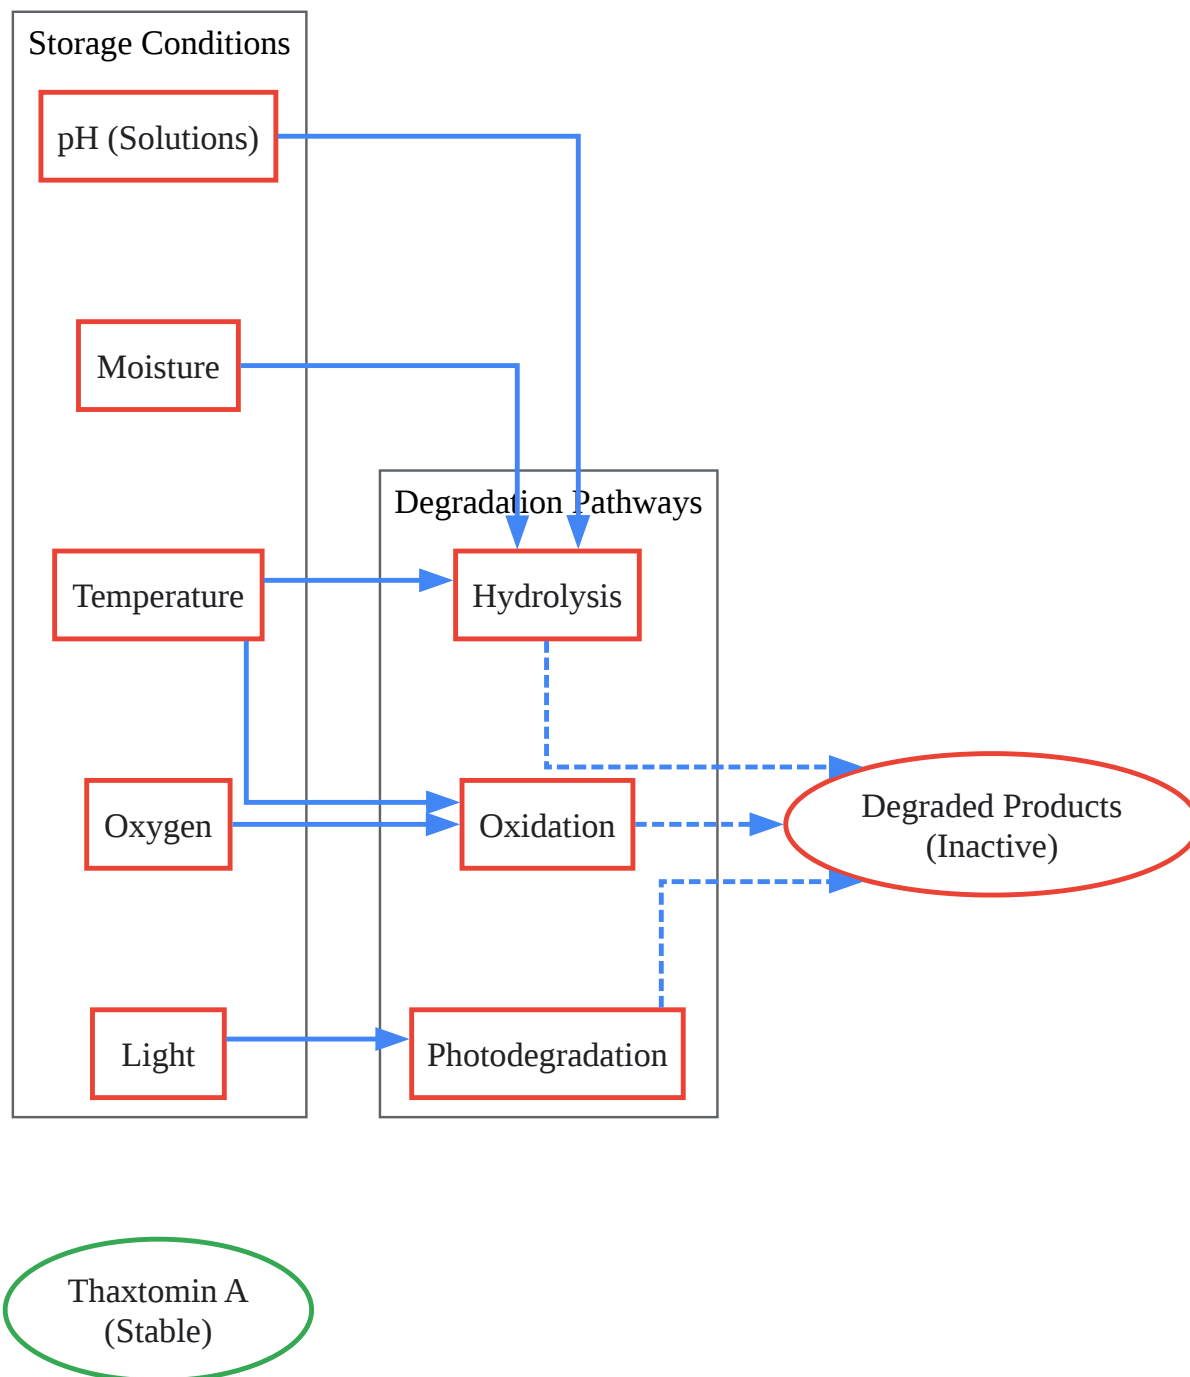 Storage Conditions
pH (Solutions)
Moisture
Degradation Pathways
Temperature
Hydrolysis
Oxygen
Oxidation
Degraded Products
(Inactive)
Light
Photodegradation
Thaxtomin A
(Stable)